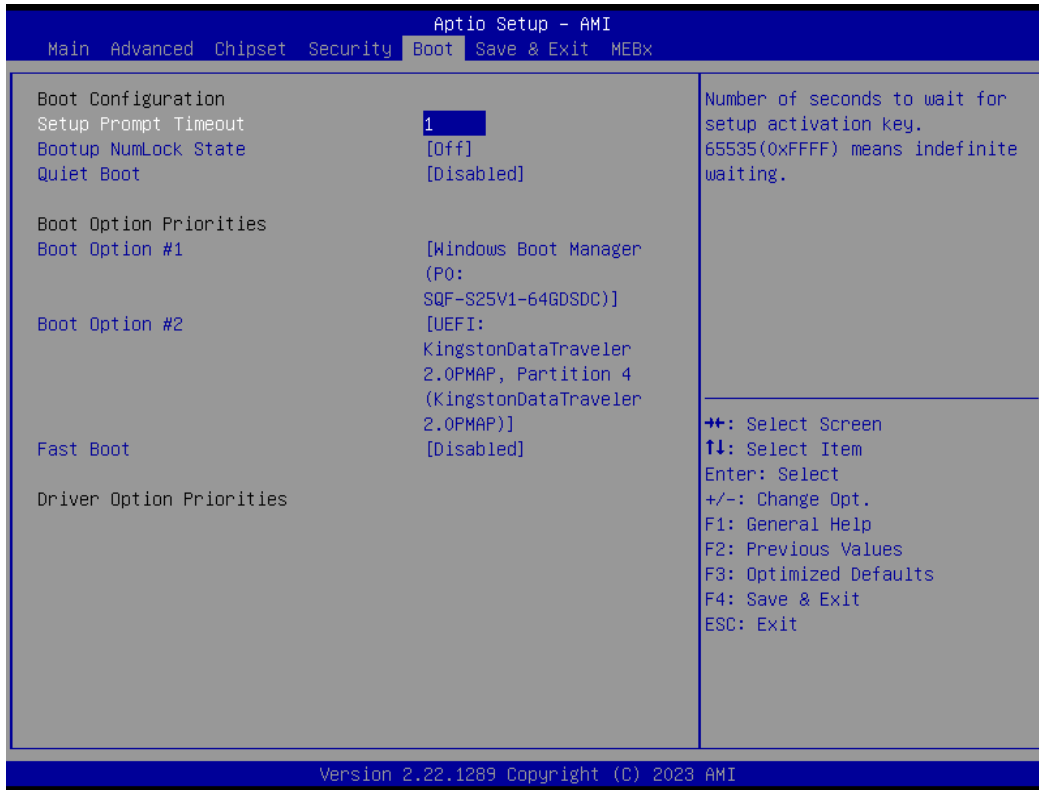 Aptio Setup - AMI
Main Advanced Chipset Security Boot Save & Exit MEBx
Boot Configuration
Setup Prompt Timeout 1
Bootup NumLock State [Off]
Quiet Boot [Disabled]
Boot Option Priorities
Boot Option #1 [Windows Boot Manager
(P0:
SQF-S25V1-64GDSDC)]
Boot Option #2 [UEFI:
KingstonDataTraveler
2.0PMAP, Partition 4
(KingstonDataTraveler
2.0PMAP)]
Fast Boot [Disabled]
Driver Option Priorities
Number of seconds to wait for
setup activation key.
65535(0xFFFF) means indefinite
waiting.
→←: Select Screen
↑↓: Select Item
Enter: Select
+/-: Change Opt.
F1: General Help
F2: Previous Values
F3: Optimized Defaults
F4: Save & Exit
ESC: Exit
Version 2.22.1289 Copyright (C) 2023 AMI